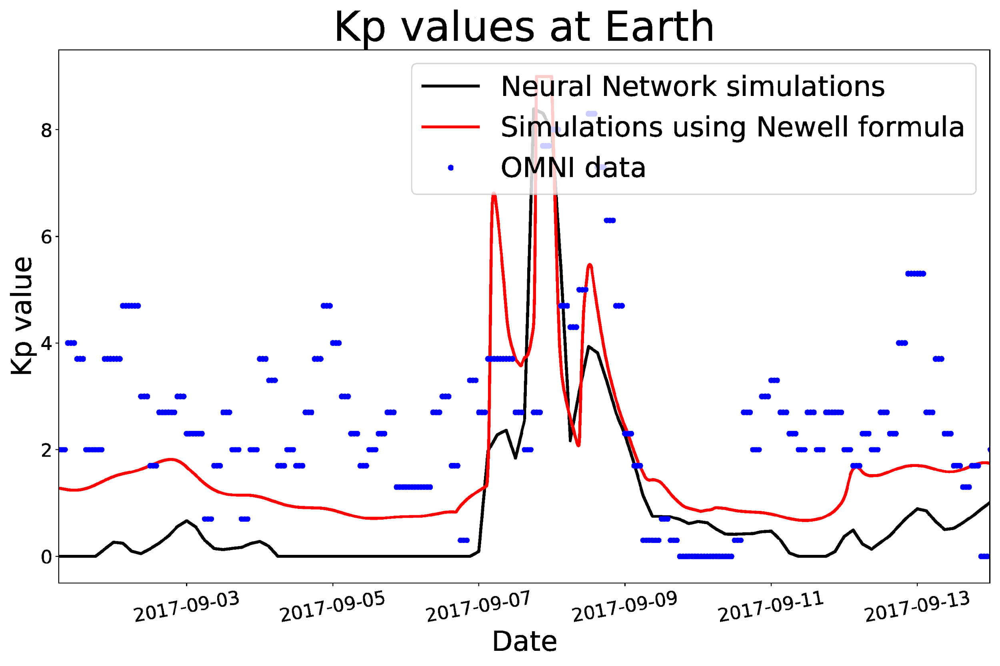 Kp values at Earth
Neural Network simulations
Simulations using Newell formula
OMNI data
Kp value
8
6
4
2
0
2017-09-03
2017-09-05
2017-09-07
2017-09-09
2017-09-11
2017-09-13
Date